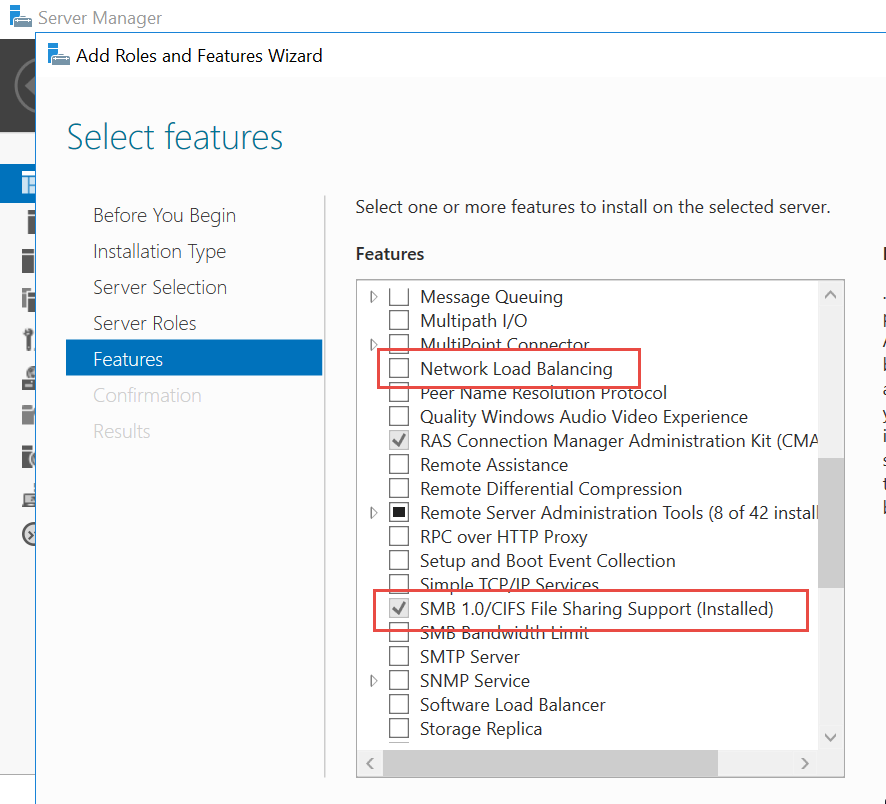 Server Manager
Add Roles and Features Wizard
Select features
Before You Begin
Installation Type
Server Selection
Server Roles
Features
Confirmation
Results
Select one or more features to install on the selected server.
Features
Message Queuing
Multipath I/O
MultiPoint Connector
Network Load Balancing
Peer Name Resolution Protocol
Quality Windows Audio Video Experience
RAS Connection Manager Administration Kit (CMA
Remote Assistance
Remote Differential Compression
Remote Server Administration Tools (8 of 42 install
RPC over HTTP Proxy
Setup and Boot Event Collection
Simple TCP/IP Services
SMB 1.0/CIFS File Sharing Support (Installed)
SMB Bandwidth Limit
SMTP Server
SNMP Service
Software Load Balancer
Storage Replica